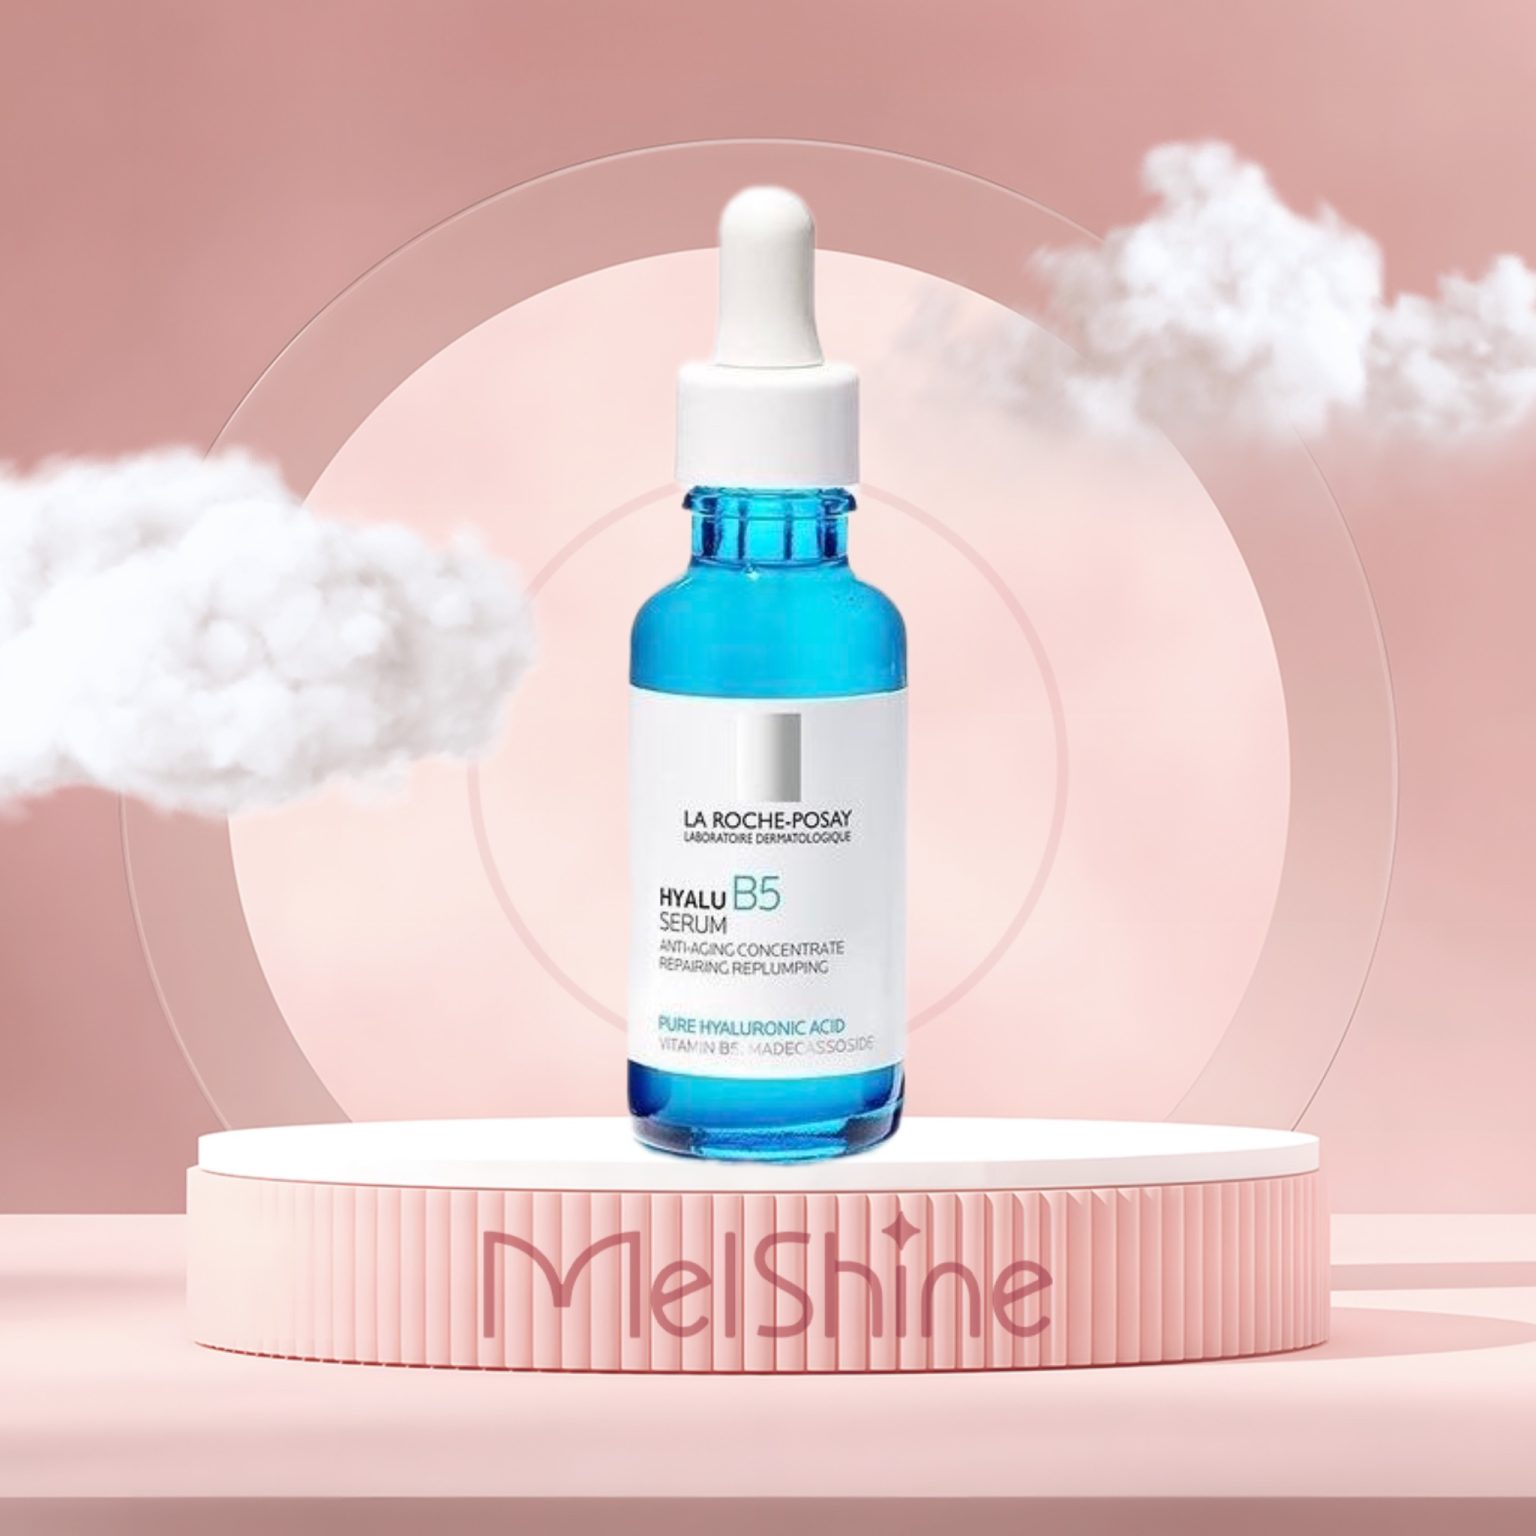 LA ROCHE-POSAY
LABORATOIRE DERMATOLOGIQUE
HYALU B5
SERUM
ANTI-AGING CONCENTRATE
REPAIRING REPLUMPING
PURE HYALURONIC ACID
VITAMIN B5. MADECASSOSIDE
MelShine